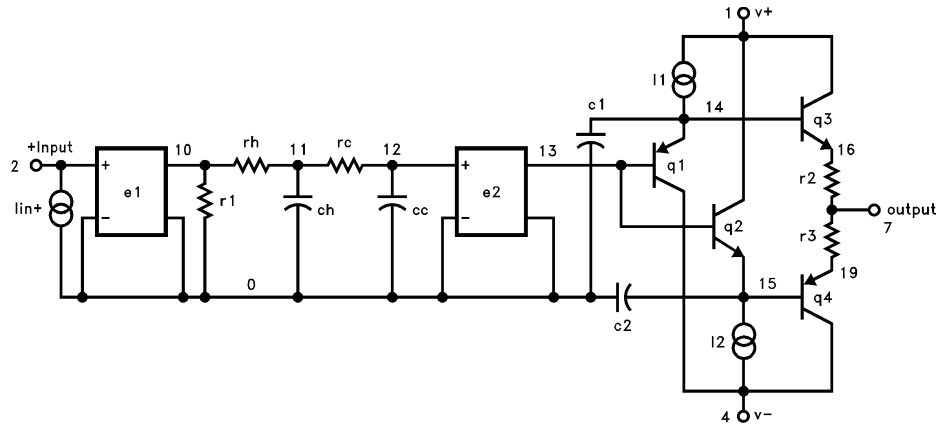 1 v+
I1
c1
14
q3
+Input
2
10
rh
11
rc
12
13
q1
16
r2
Iin+
+
e1
−
r1
ch
cc
+
e2
−
q2
output
7
r3
0
15
19
q4
c2
I2
4 v−